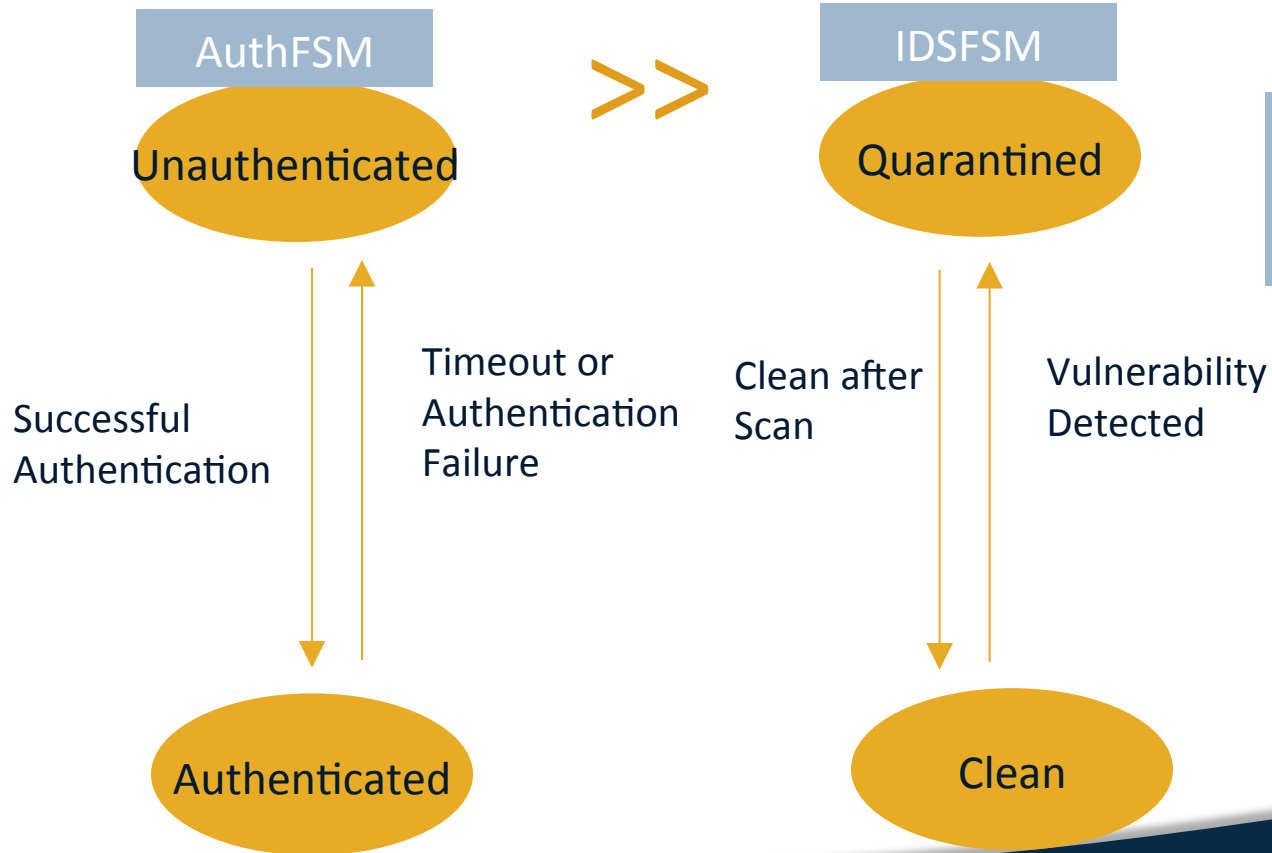 AuthFSM
>>
IDSFSM
Unauthenticated
Quarantined
Successful
Authentication
Timeout or
Authentication
Failure
Clean after
Scan
Vulnerability
Detected
Authenticated
Clean